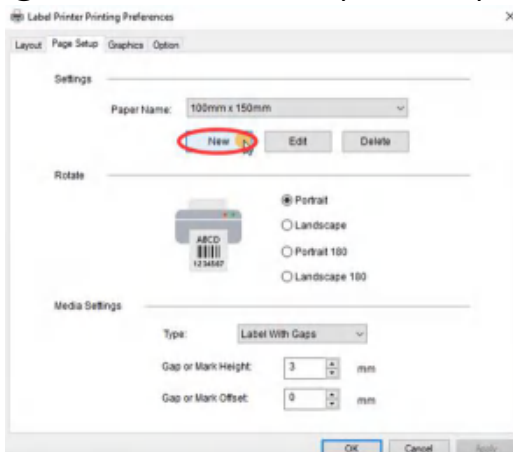 Label Printer Printing Preferences
Layout Page Setup Graphics Option
Settings
Paper Name: 100mm x 150mm
New Edit Delete
Rotate
Portrait
Landscape
Portrait 180
Landscape 180
ABCD
1234567
Media Settings
Type: Label With Gaps
Gap or Mark Height: 3 mm
Gap or Mark Offset: 0 mm
OK Cancel Apply